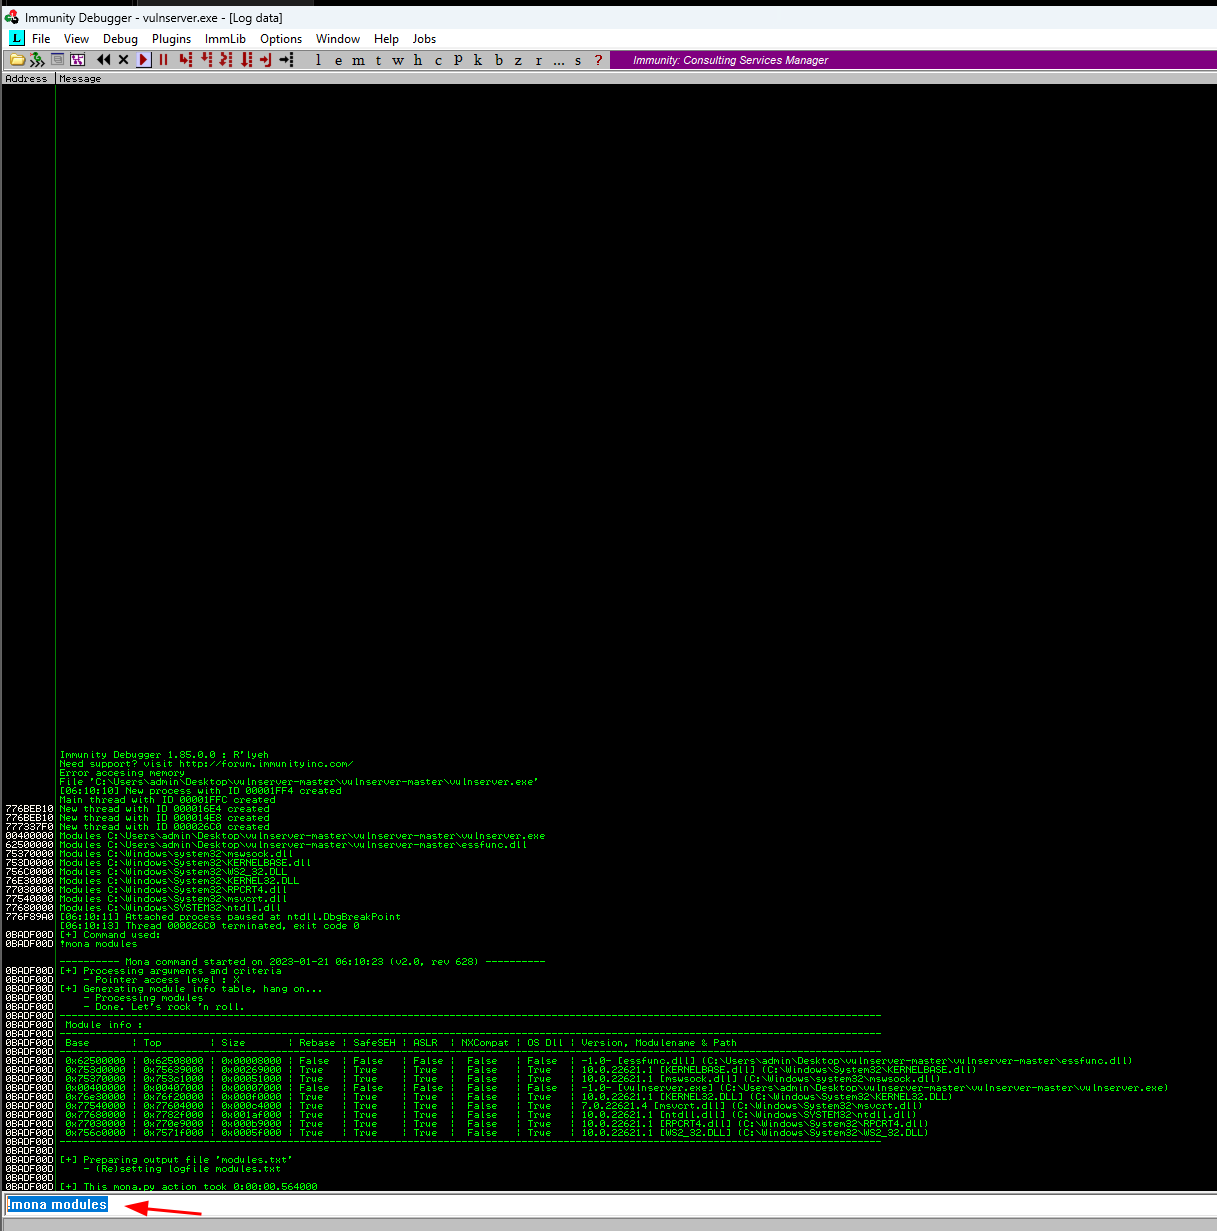 Immunity Debugger - vulnserver.exe - [Log data]
L File View Debug Plugins ImmLib Options Window Help Jobs
l e m t w h c p k b z r ... s ? Immunity: Consulting Services Manager
Address Message
Immunity Debugger 1.85.0.0 : R'lyeh
Need support? visit http://forum.immunityinc.com/
Error accesing memory
File 'C:\Users\admin\Desktop\vulnserver-master\vulnserver-master\vulnserver.exe'
[06:10:10] New process with ID 00001FF4 created
Main thread with ID 00001FFC created
776BEB10 New thread with ID 000016E4 created
776BEB10 New thread with ID 000014E8 created
777337F0 New thread with ID 000026C0 created
00400000 Modules C:\Users\admin\Desktop\vulnserver-master\vulnserver-master\vulnserver.exe
62500000 Modules C:\Users\admin\Desktop\vulnserver-master\vulnserver-master\essfunc.dll
75370000 Modules C:\Windows\system32\mswsock.dll
753D0000 Modules C:\Windows\System32\KERNELBASE.dll
756C0000 Modules C:\Windows\System32\WS2_32.DLL
76E30000 Modules C:\Windows\System32\KERNEL32.DLL
77030000 Modules C:\Windows\System32\RPCRT4.dll
77540000 Modules C:\Windows\System32\msvcrt.dll
77680000 Modules C:\Windows\SYSTEM32\ntdll.dll
776F89A0 [06:10:11] Attached process paused at ntdll.DbgBreakPoint
[06:10:13] Thread 000026C0 terminated, exit code 0
0BADF00D [+] Command used:
0BADF00D !mona modules
---------- Mona command started on 2023-01-21 06:10:23 (v2.0, rev 628) ----------
0BADF00D [+] Processing arguments and criteria
0BADF00D - Pointer access level : X
0BADF00D [+] Generating module info table, hang on...
0BADF00D - Processing modules
0BADF00D - Done. Let's rock 'n roll.
0BADF00D -----------------------------------------------------------------------------------------------------------------------------------------
0BADF00D Module info :
0BADF00D -----------------------------------------------------------------------------------------------------------------------------------------
0BADF00D Base | Top | Size | Rebase | SafeSEH | ASLR | NXCompat | OS Dll | Version, Modulename & Path
0BADF00D -----------------------------------------------------------------------------------------------------------------------------------------
0BADF00D 0x62500000 | 0x62508000 | 0x00008000 | False | False | False | False | False | -1.0- [essfunc.dll] (C:\Users\admin\Desktop\vulnserver-master\vulnserver-master\essfunc.dll)
0BADF00D 0x753d0000 | 0x75639000 | 0x00269000 | True | True | True | False | True | 10.0.22621.1 [KERNELBASE.dll] (C:\Windows\System32\KERNELBASE.dll)
0BADF00D 0x75370000 | 0x753c1000 | 0x00051000 | True | True | True | False | True | 10.0.22621.1 [mswsock.dll] (C:\Windows\system32\mswsock.dll)
0BADF00D 0x00400000 | 0x00407000 | 0x00007000 | False | False | False | False | False | -1.0- [vulnserver.exe] (C:\Users\admin\Desktop\vulnserver-master\vulnserver-master\vulnserver.exe)
0BADF00D 0x76e30000 | 0x76f20000 | 0x000f0000 | True | True | True | False | True | 10.0.22621.1 [KERNEL32.DLL] (C:\Windows\System32\KERNEL32.DLL)
0BADF00D 0x77540000 | 0x77604000 | 0x000c4000 | True | True | True | False | True | 7.0.22621.4 [msvcrt.dll] (C:\Windows\System32\msvcrt.dll)
0BADF00D 0x77680000 | 0x7782f000 | 0x001af000 | True | True | True | False | True | 10.0.22621.1 [ntdll.dll] (C:\Windows\SYSTEM32\ntdll.dll)
0BADF00D 0x77030000 | 0x770e9000 | 0x000b9000 | True | True | True | False | True | 10.0.22621.1 [RPCRT4.dll] (C:\Windows\System32\RPCRT4.dll)
0BADF00D 0x756c0000 | 0x7571f000 | 0x0005f000 | True | True | True | False | True | 10.0.22621.1 [WS2_32.DLL] (C:\Windows\System32\WS2_32.DLL)
0BADF00D -----------------------------------------------------------------------------------------------------------------------------------------
0BADF00D
0BADF00D [+] Preparing output file 'modules.txt'
0BADF00D - (Re)setting logfile modules.txt
0BADF00D
0BADF00D [+] This mona.py action took 0:00:00.564000
!mona modules